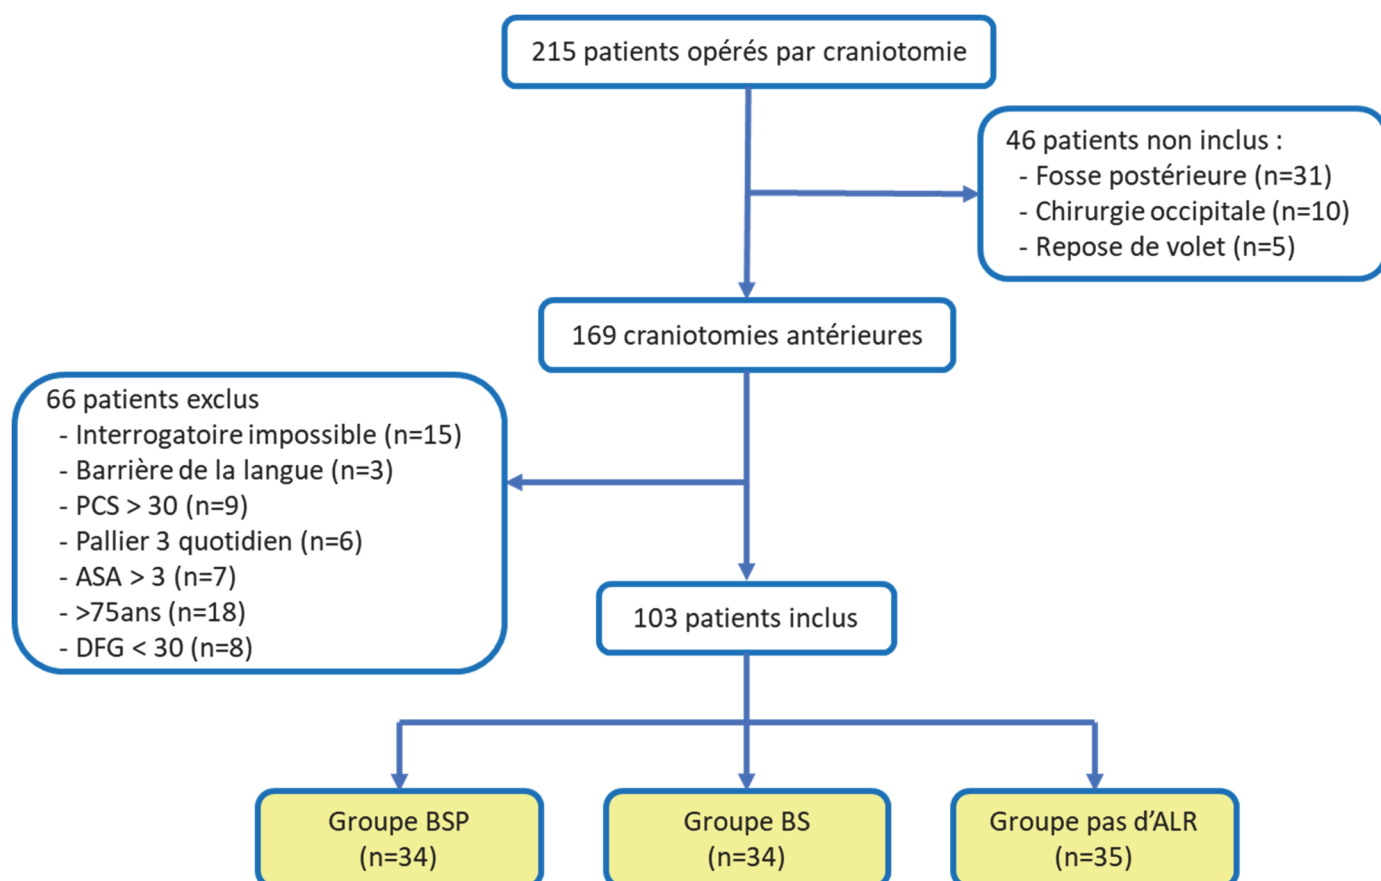 215 patients opérés par craniotomie
46 patients non inclus :
- Fosse postérieure (n=31)
- Chirurgie occipitale (n=10)
- Repose de volet (n=5)
169 craniotomies antérieures
66 patients exclus
- Interrogatoire impossible (n=15)
- Barrière de la langue (n=3)
- PCS > 30 (n=9)
- Pallier 3 quotidien (n=6)
- ASA > 3 (n=7)
- >75ans (n=18)
- DFG < 30 (n=8)
103 patients inclus
Groupe BSP
(n=34)
Groupe BS
(n=34)
Groupe pas d’ALR
(n=35)